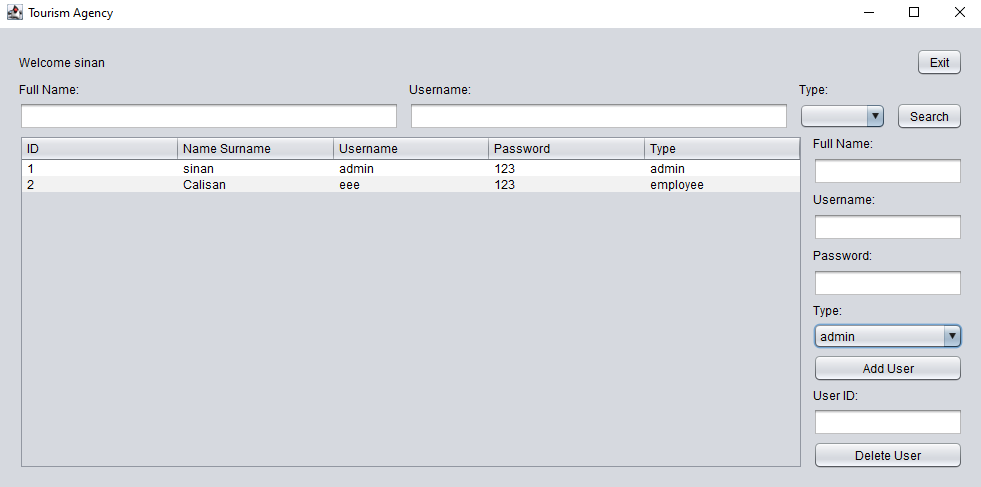 Tourism Agency
Welcome sinan
Exit
Full Name: Username: Type:
Search
ID Name Surname Username Password Type
1 sinan admin 123 admin
2 Calisan eee 123 employee
Full Name:
Username:
Password:
Type:
admin
Add User
User ID:
Delete User